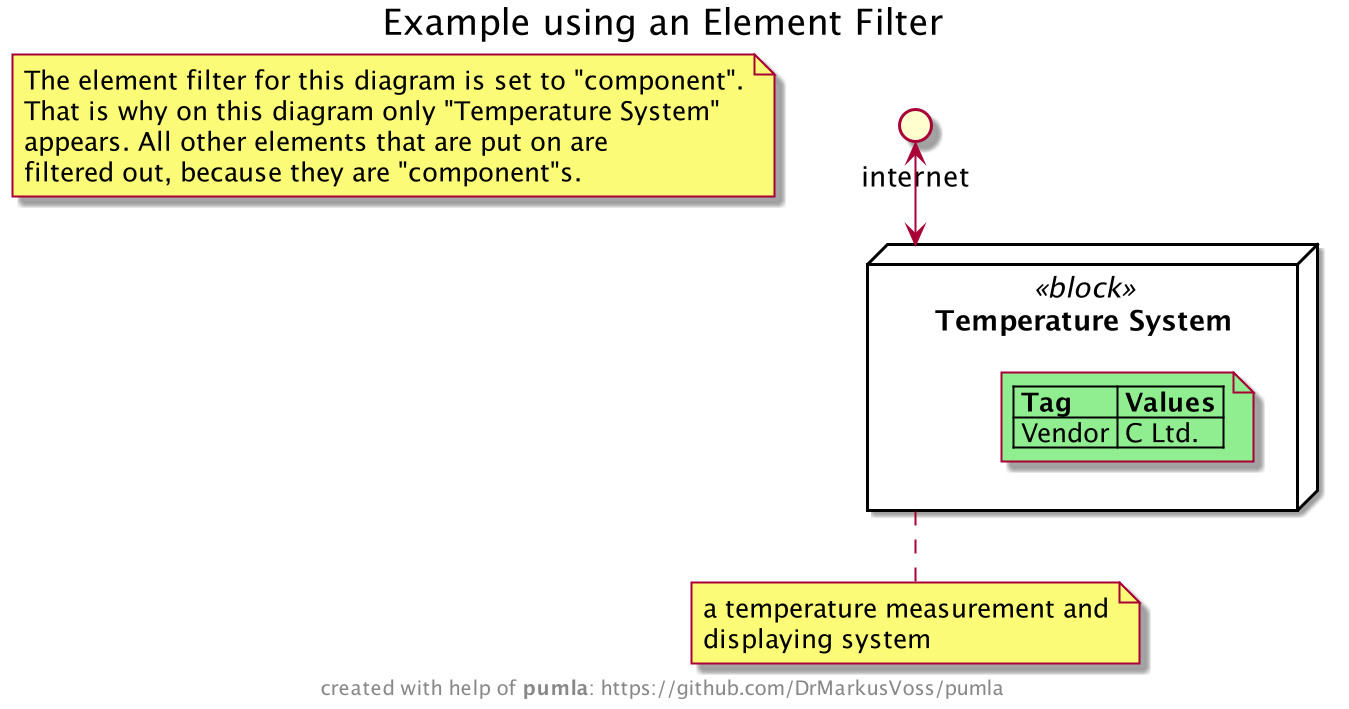 Example using an Element Filter
The element filter for this diagram is set to "component".
That is why on this diagram only "Temperature System"
appears. All other elements that are put on are
filtered out, because they are "component"s.
internet
«block»
Temperature System
Tag Values
Vendor C Ltd.
a temperature measurement and
displaying system
created with help of pumla: https://github.com/DrMarkusVoss/pumla